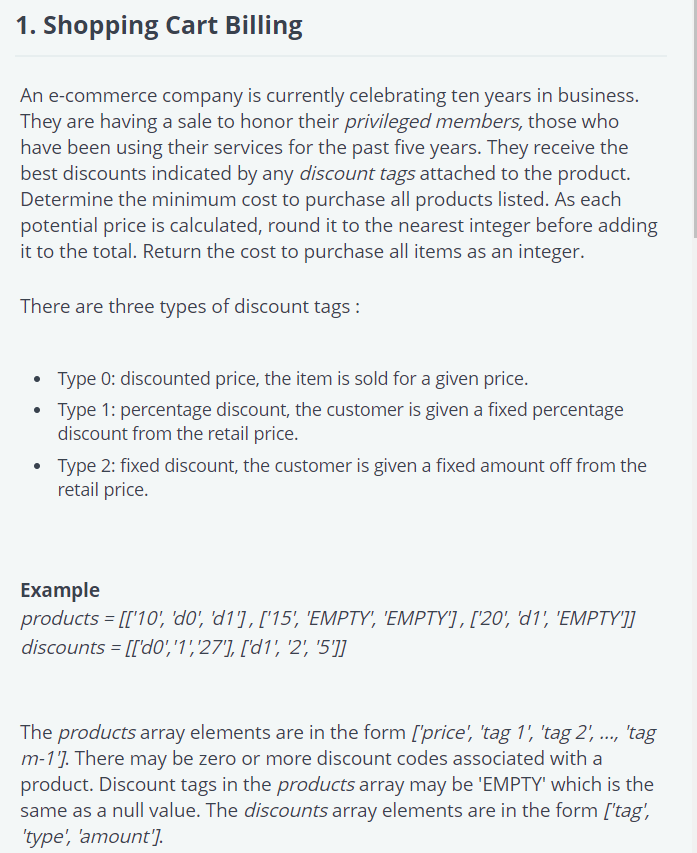 1. Shopping Cart Billing
An e-commerce company is currently celebrating ten years in business.
They are having a sale to honor their privileged members, those who
have been using their services for the past five years. They receive the
best discounts indicated by any discount tags attached to the product.
Determine the minimum cost to purchase all products listed. As each
potential price is calculated, round it to the nearest integer before adding
it to the total. Return the cost to purchase all items as an integer.
There are three types of discount tags :
• Type 0: discounted price, the item is sold for a given price.
• Type 1: percentage discount, the customer is given a fixed percentage
discount from the retail price.
• Type 2: fixed discount, the customer is given a fixed amount off from the
retail price.
Example
products = [['10', 'd0', 'd1'] , ['15', 'EMPTY', 'EMPTY'] , ['20', 'd1', 'EMPTY']]
discounts = [['d0','1','27'], ['d1', '2', '5']]
The products array elements are in the form ['price', 'tag 1', 'tag 2', ..., 'tag
m-1']. There may be zero or more discount codes associated with a
product. Discount tags in the products array may be 'EMPTY' which is the
same as a null value. The discounts array elements are in the form ['tag',
'type', 'amount'].